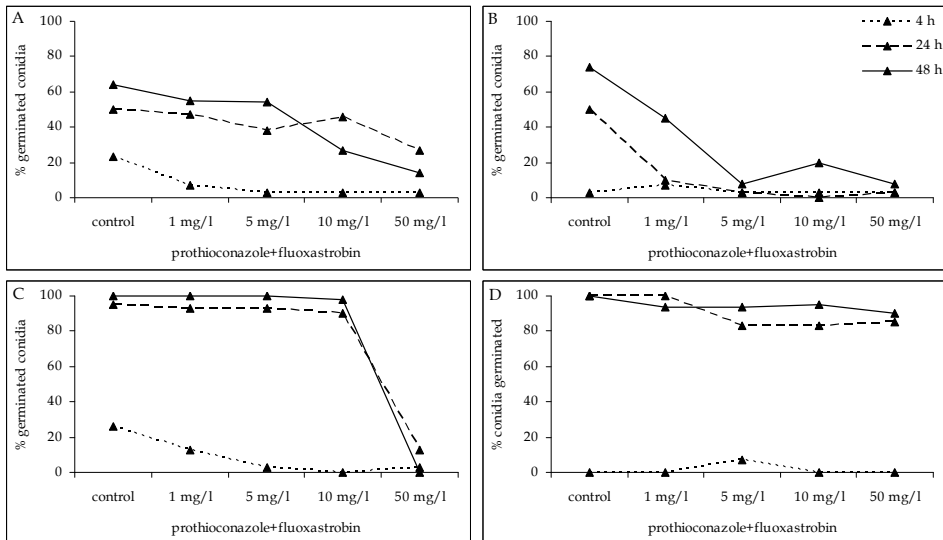 A
% germinated conidia
100
80
60
40
20
0
control 1 mg/l 5 mg/l 10 mg/l 50 mg/l
prothioconazole+fluoxastrobin
B
% germinated conidia
100
80
60
40
20
0
control 1 mg/l 5 mg/l 10 mg/l 50 mg/l
prothioconazole+fluoxastrobin
4 h
24 h
48 h
C
% germinated conidia
100
80
60
40
20
0
control 1 mg/l 5 mg/l 10 mg/l 50 mg/l
prothioconazole+fluoxastrobin
D
% conidia germinated
100
80
60
40
20
0
control 1 mg/l 5 mg/l 10 mg/l 50 mg/l
prothioconazole+fluoxastrobin